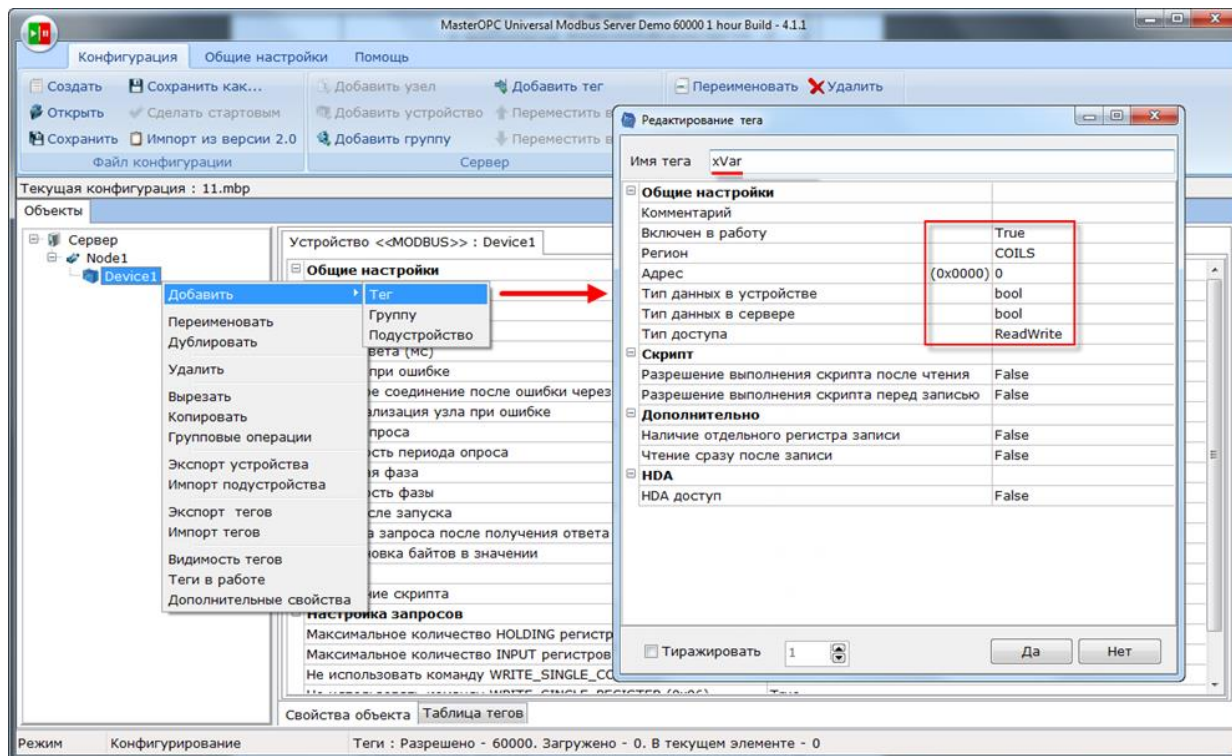 MasterOPC Universal Modbus Server Demo 60000 1 hour Build - 4.1.1
Конфигурация Общие настройки Помощь
Создать Сохранить как... Добавить узел Добавить тег Переименовать Удалить
Открыть Сделать стартовым Добавить устройство Переместить в
Сохранить Импорт из версии 2.0 Добавить группу Переместить в
Файл конфигурации Сервер
Текущая конфигурация : 11.mbp
Объекты
Сервер
Node1
Device1
Устройство <<MODBUS>> : Device1
Общие настройки
Добавить
Переименовать
Дублировать
Удалить
Вырезать
Копировать
Групповые операции
Экспорт устройства
Импорт подустройства
Экспорт тегов
Импорт тегов
Видимость тегов
Теги в работе
Дополнительные свойства
Тег
Группу
Подустройство
вета (мс)
при ошибке
е соединение после ошибки через
ализация узла при ошибке
проса
ость периода опроса
я фаза
ость фазы
сле запуска
а запроса после получения ответа
новка байтов в значении
ние скрипта
Настройка запросов
Максимальное количество HOLDING регистр
Максимальное количество INPUT регистров
Не использовать команду WRITE_SINGLE_CO
Не использовать команду WRITE_SINGLE_REGISTER (0x06) True
Свойства объекта Таблица тегов
Редактирование тега
Имя тега xVar
Общие настройки
Комментарий
Включен в работу True
Регион COILS
Адрес (0x0000) 0
Тип данных в устройстве bool
Тип данных в сервере bool
Тип доступа ReadWrite
Скрипт
Разрешение выполнения скрипта после чтения False
Разрешение выполнения скрипта перед записью False
Дополнительно
Наличие отдельного регистра записи False
Чтение сразу после записи False
HDA
HDA доступ False
Тиражировать 1 Да Нет
Режим Конфигурирование Теги : Разрешено - 60000. Загружено - 0. В текущем элементе - 0